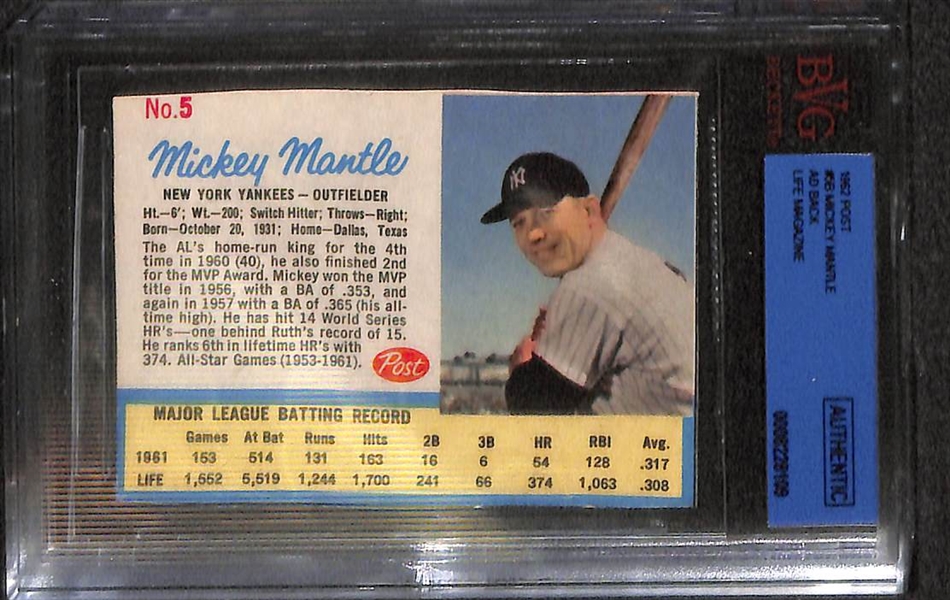 No.5
Mickey Mantle
NEW YORK YANKEES — OUTFIELDER
Ht.—6'; Wt.—200; Switch Hitter; Throws—Right;
Born—October 20, 1931; Home—Dallas, Texas
The AL's home-run king for the 4th
time in 1960 (40), he also finished 2nd
for the MVP Award. Mickey won the MVP
title in 1956, with a BA of .353, and
again in 1957 with a BA of .365 (his all-
time high). He has hit 14 World Series
HR's—one behind Ruth's record of 15.
He ranks 6th in lifetime HR's with
374. All-Star Games (1953-1961).
Post
NY
MAJOR LEAGUE BATTING RECORD
Games At Bat Runs Hits 2B 3B HR RBI Avg.
1961 153 514 131 163 16 6 54 128 .317
LIFE 1,552 5,519 1,244 1,700 241 66 374 1,063 .308
BVG
1962 POST
#5B MICKEY MANTLE
AD BACK
LIFE MAGAZINE
AUTHENTIC